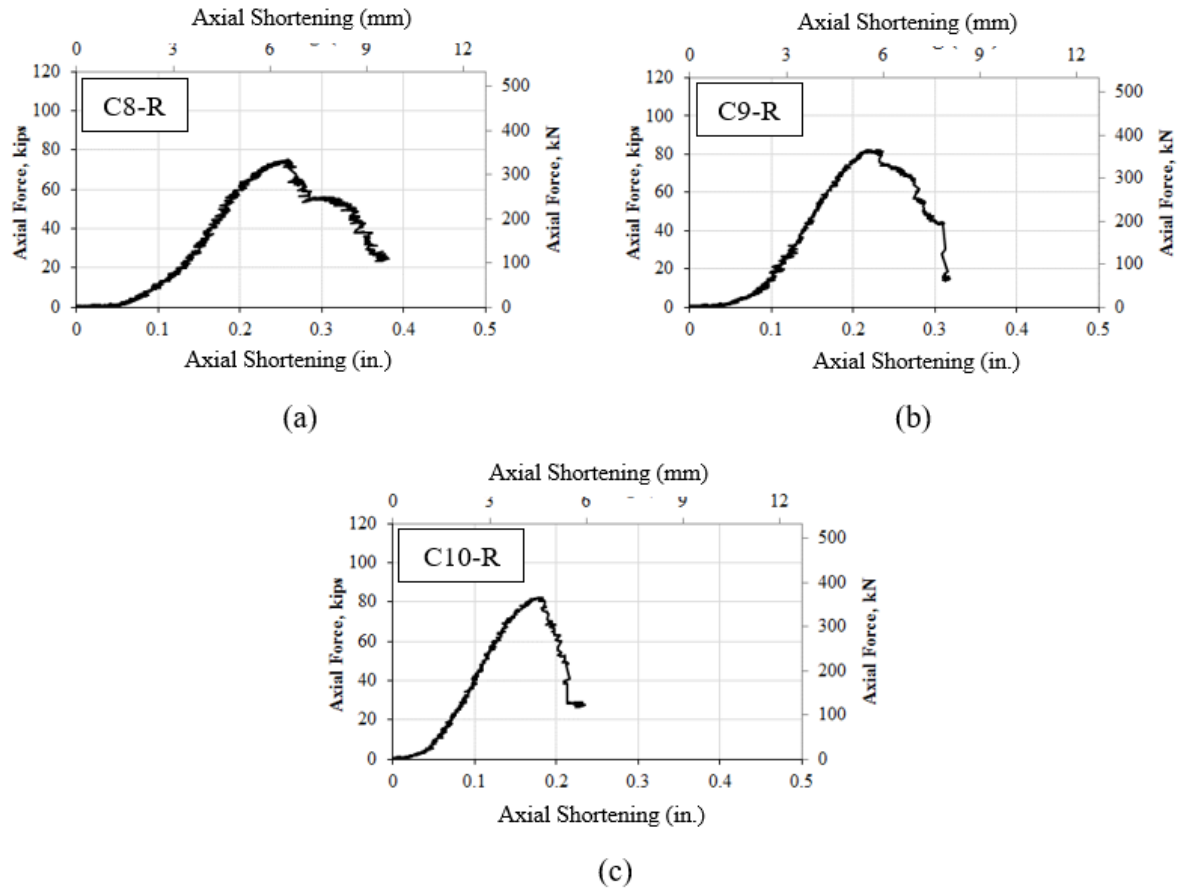 Axial Shortening (mm)
0 3 6 9 12
120
100
80
60
40
20
0
Axial Force, kips
C8-R
500
400
300
200
100
0
Axial Force, kN
0 0.1 0.2 0.3 0.4 0.5
Axial Shortening (in.)
(a)
Axial Shortening (mm)
0 3 6 9 12
120
100
80
60
40
20
0
Axial Force, kips
C9-R
500
400
300
200
100
0
Axial Force, kN
0 0.1 0.2 0.3 0.4 0.5
Axial Shortening (in.)
(b)
Axial Shortening (mm)
0 3 6 9 12
120
100
80
60
40
20
0
Axial Force, kips
C10-R
500
400
300
200
100
0
Axial Force, kN
0 0.1 0.2 0.3 0.4 0.5
Axial Shortening (in.)
(c)